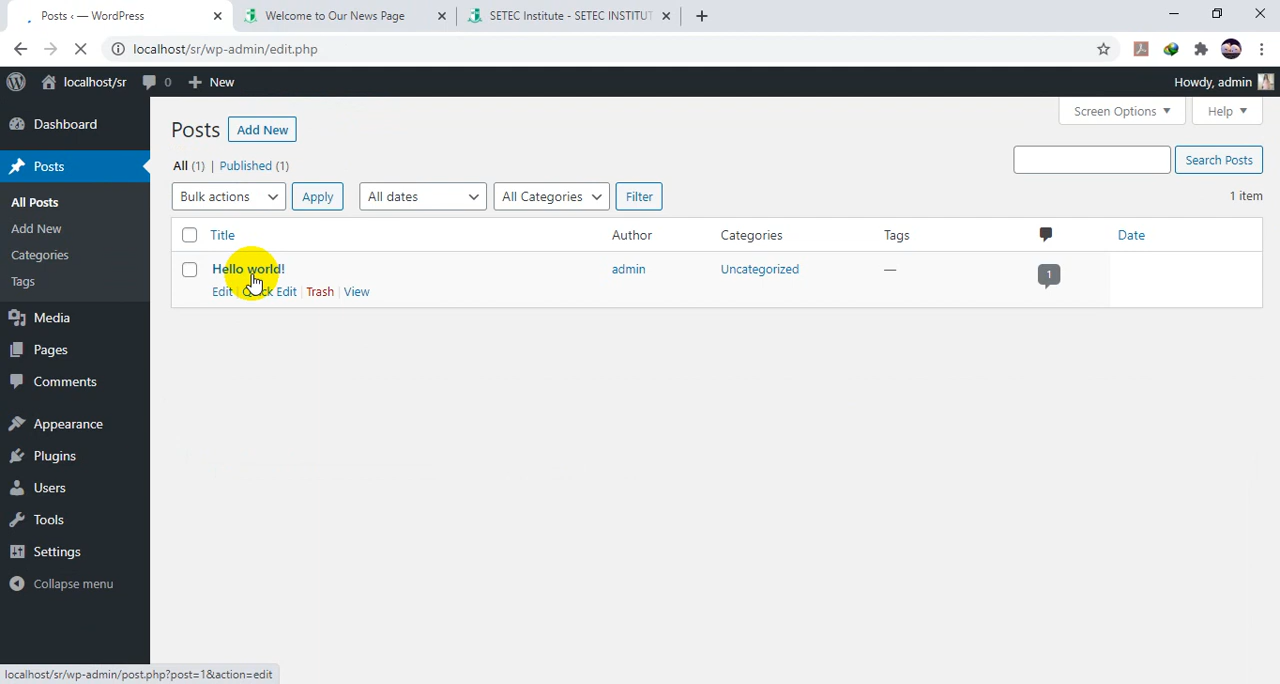 Posts ‹ — WordPress
Welcome to Our News Page
SETEC Institute - SETEC INSTITUT
localhost/sr/wp-admin/edit.php
localhost/sr
0
New
Howdy, admin
Dashboard
Posts
All Posts
Add New
Categories
Tags
Media
Pages
Comments
Appearance
Plugins
Users
Tools
Settings
Collapse menu
Posts
Add New
Screen Options
Help
All (1) | Published (1)
Search Posts
Bulk actions
Apply
All dates
All Categories
Filter
1 item
Title
Author
Categories
Tags
Date
Hello world!
admin
Uncategorized
—
1
Edit | Quick Edit | Trash | View
localhost/sr/wp-admin/post.php?post=1&action=edit